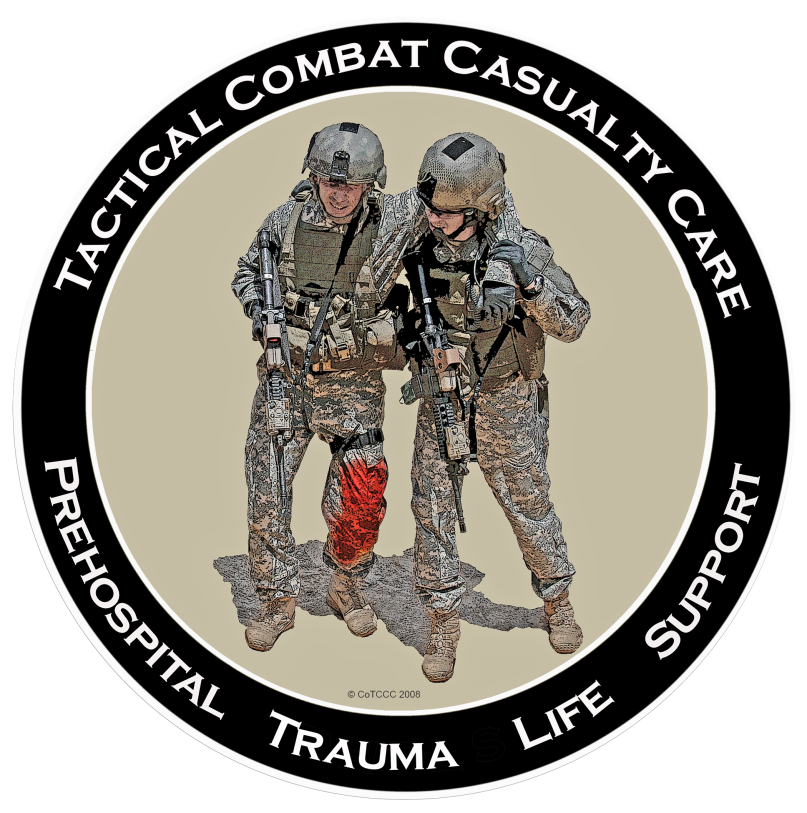 TACTICAL COMBAT CASUALTY CARE
© CoTCCC 2008
PREHOSPITAL TRAUMA LIFE SUPPORT